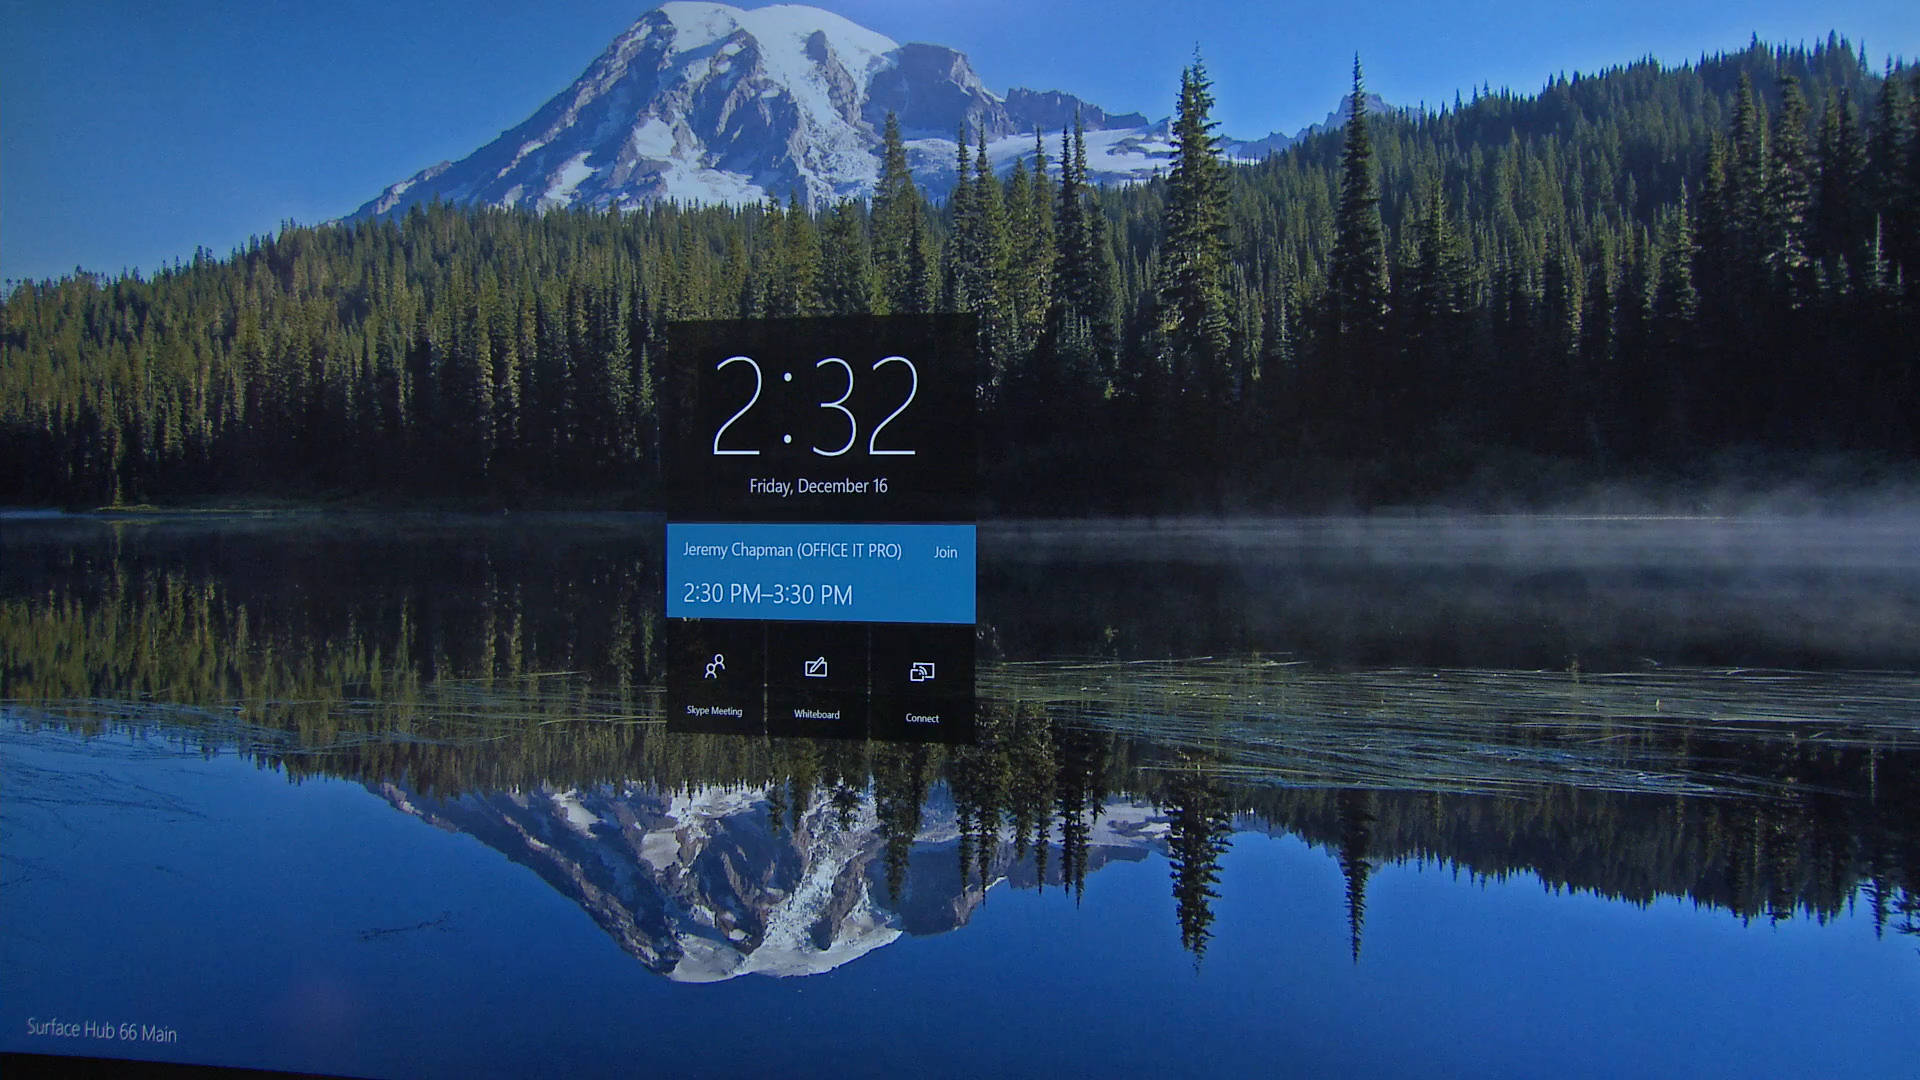 2:32
Friday, December 16
Jeremy Chapman (OFFICE IT PRO) Join
2:30 PM–3:30 PM
Skype Meeting Whiteboard Connect
Surface Hub 66 Main